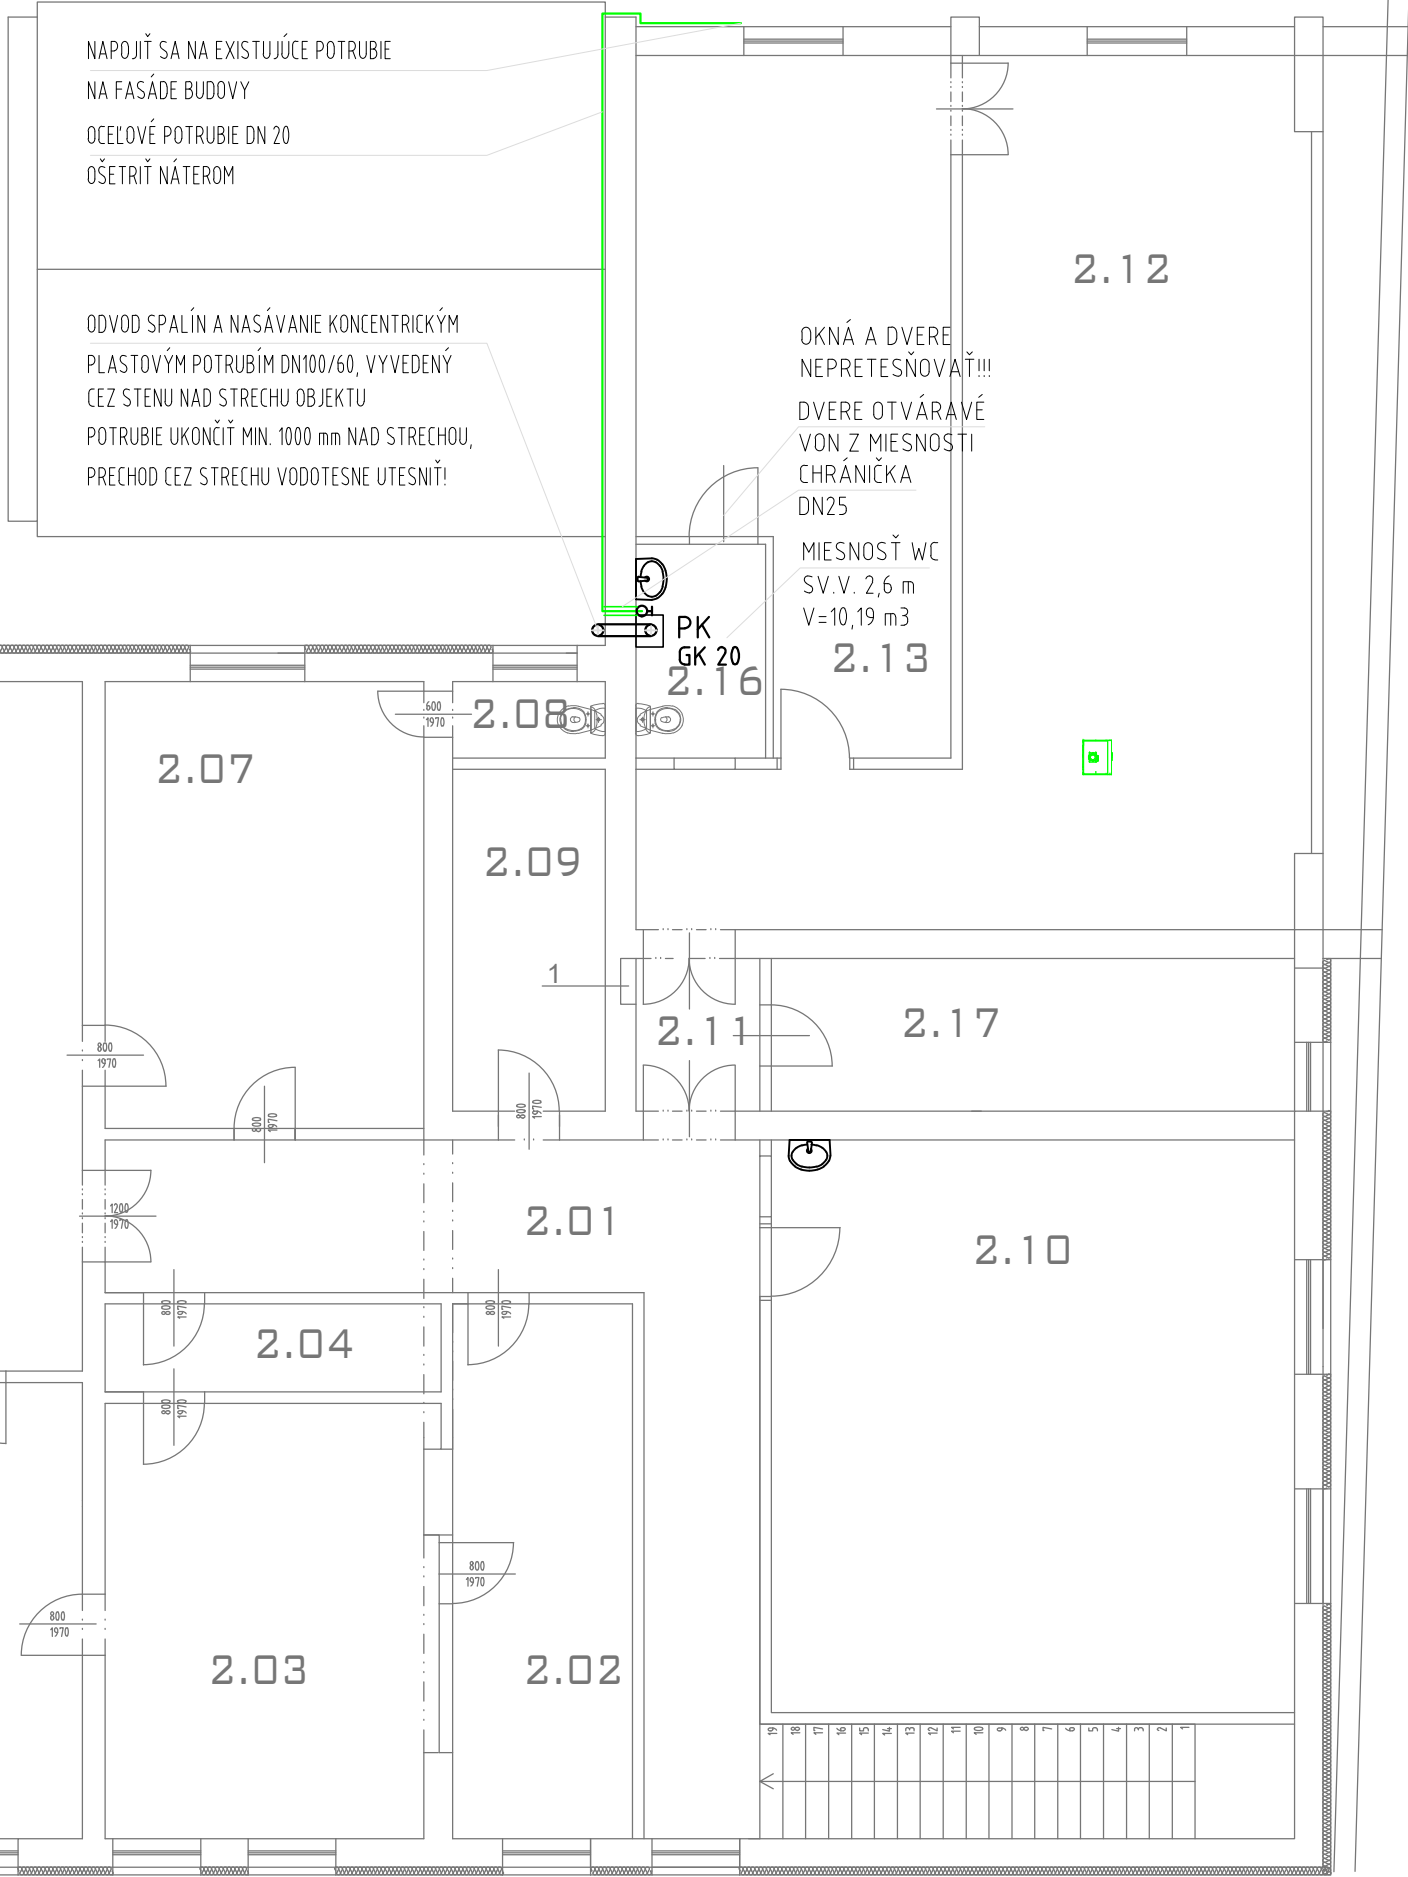 NAPOJIŤ SA NA EXISTUJÚCE POTRUBIE
NA FASÁDE BUDOVY
OCEĽOVÉ POTRUBIE DN 20
OŠETRIŤ NÁTEROM
2.12
ODVOD SPALÍN A NASÁVANIE KONCENTRICKÝM
PLASTOVÝM POTRUBÍM DN100/60, VYVEDENÝ
CEZ STENU NAD STRECHU OBJEKTU
POTRUBIE UKONČIŤ MIN. 1000 mm NAD STRECHOU,
PRECHOD CEZ STRECHU VODOTESNE UTESNIŤ!
OKNÁ A DVERE
NEPRETESŇOVAŤ!!!
DVERE OTVÁRAVÉ
VON Z MIESNOSTI
CHRÁNIČKA
DN25
MIESNOSŤ WC
SV.V. 2,6 m
V=10,19 m3
PK
GK 20
2.13
2.16
600
1970
2.08
2.07
2.09
1
2.11
2.17
800
1970
800
1970
800
1970
1200
1970
2.01
2.10
800
1970
800
1970
2.04
800
1970
800
1970
800
1970
2.03
2.02
19
18
17
16
15
14
13
12
11
10
9
8
7
6
5
4
3
2
1